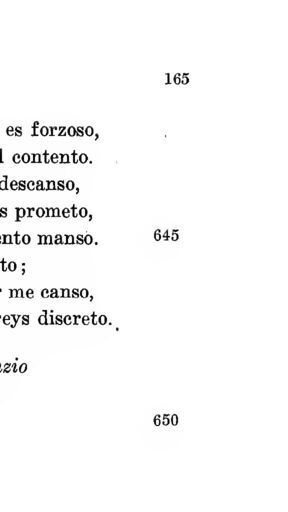 165
es forzoso,
l contento.
descanso,
s prometo,
ento manso. 645
to;
r me canso,
eys discreto.
zio
650